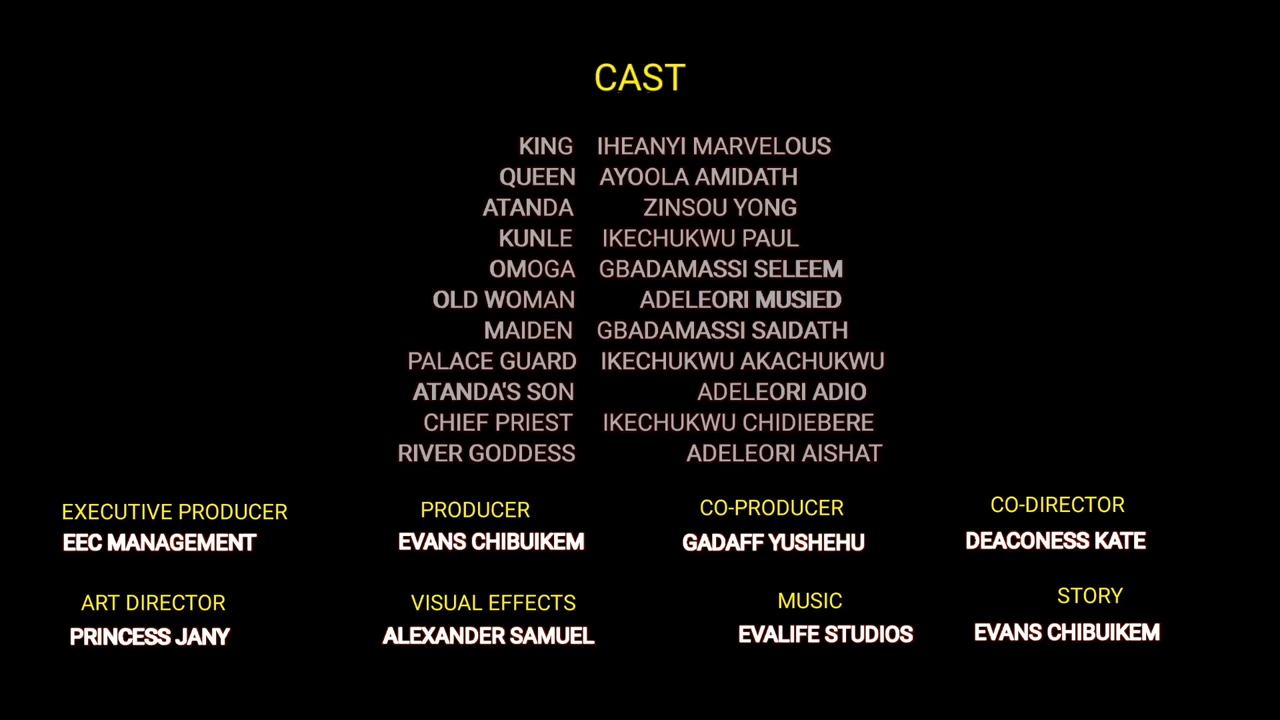 CAST
KING IHEANYI MARVELOUS
QUEEN AYOOLA AMIDATH
ATANDA ZINSOU YONG
KUNLE IKECHUKWU PAUL
OMOGA GBADAMASSI SELEEM
OLD WOMAN ADELEORI MUSIED
MAIDEN GBADAMASSI SAIDATH
PALACE GUARD IKECHUKWU AKACHUKWU
ATANDA'S SON ADELEORI ADIO
CHIEF PRIEST IKECHUKWU CHIDIEBERE
RIVER GODDESS ADELEORI AISHAT
EXECUTIVE PRODUCER PRODUCER CO-PRODUCER CO-DIRECTOR
EEC MANAGEMENT EVANS CHIBUIKEM GADAFF YUSHEHU DEACONESS KATE
ART DIRECTOR VISUAL EFFECTS MUSIC STORY
PRINCESS JANY ALEXANDER SAMUEL EVALIFE STUDIOS EVANS CHIBUIKEM